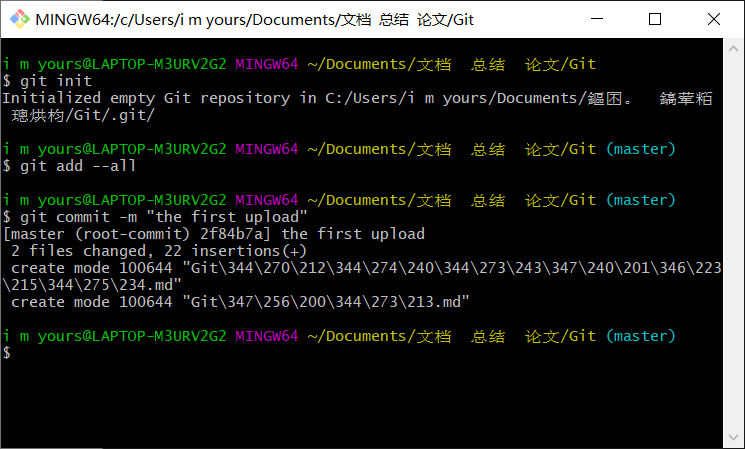 MINGW64:/c/Users/i m yours/Documents/文档 总结 论文/Git
i m yours@LAPTOP-M3URV2G2 MINGW64 ~/Documents/文档 总结 论文/Git
$ git init
Initialized empty Git repository in C:/Users/i m yours/Documents/鏂囨。 鎬荤粨
璁烘枃/Git/.git/
i m yours@LAPTOP-M3URV2G2 MINGW64 ~/Documents/文档 总结 论文/Git (master)
$ git add --all
i m yours@LAPTOP-M3URV2G2 MINGW64 ~/Documents/文档 总结 论文/Git (master)
$ git commit -m "the first upload"
[master (root-commit) 2f84b7a] the first upload
2 files changed, 22 insertions(+)
create mode 100644 "Git\344\270\212\344\274\240\344\273\243\347\240\201\346\223
\215\344\275\234.md"
create mode 100644 "Git\347\256\200\344\273\213.md"
i m yours@LAPTOP-M3URV2G2 MINGW64 ~/Documents/文档 总结 论文/Git (master)
$